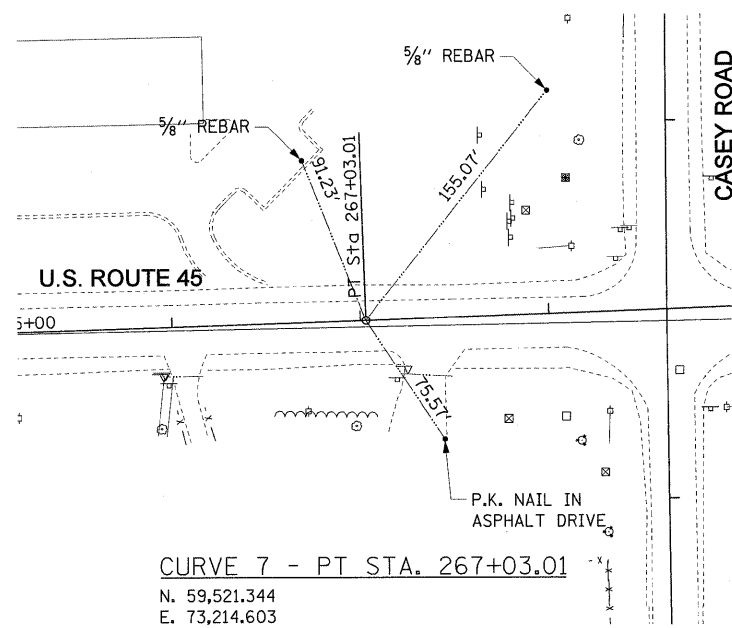 ⅝" REBAR
CASEY ROAD
⅝" REBAR
91.23'
PT Sta 267+03.01
155.07'
U.S. ROUTE 45
5+00
75.57'
P.K. NAIL IN
ASPHALT DRIVE
CURVE 7 - PT STA. 267+03.01
N. 59,521.344
E. 73,214.603